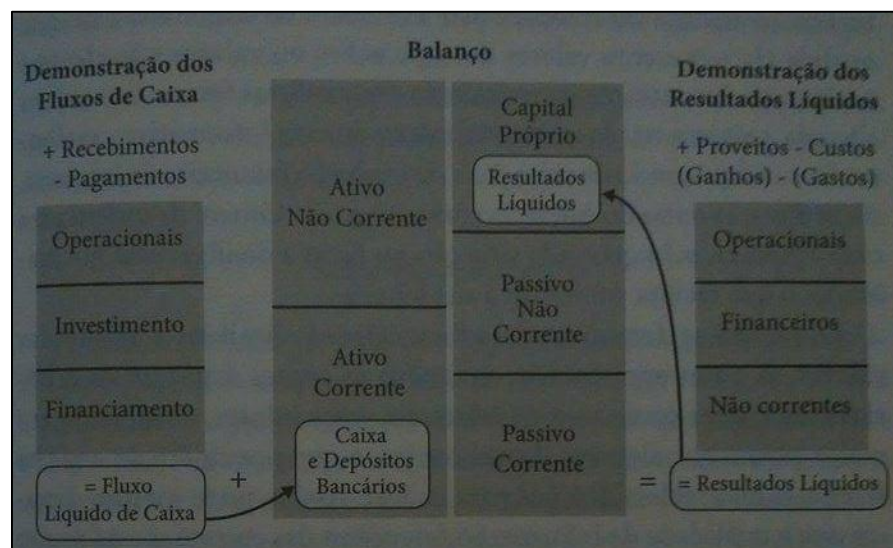 Demonstração dos
Fluxos de Caixa
+ Recebimentos
- Pagamentos
Operacionais
Investimento
Financiamento
= Fluxo
Líquido de Caixa
+
Balanço
Ativo
Não Corrente
Ativo
Corrente
Caixa
e Depósitos
Bancários
Capital
Próprio
Resultados
Líquidos
Passivo
Não
Corrente
Passivo
Corrente
=
Demonstração dos
Resultados Líquidos
+ Proveitos - Custos
(Ganhos) - (Gastos)
Operacionais
Financeiros
Não correntes
= Resultados Líquidos